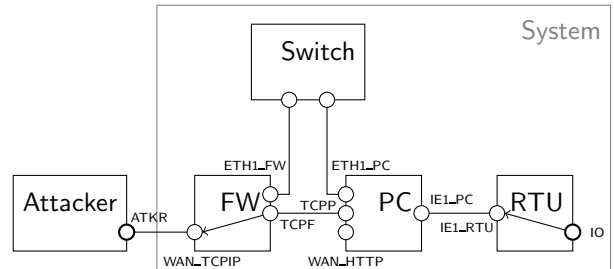 System
Switch
ETH1_FW
ETH1_PC
Attacker
FW
PC
RTU
ATKR
TCPP
TCPF
IE1_PC
IE1_RTU
IO
WAN_TCPIP
WAN_HTTP